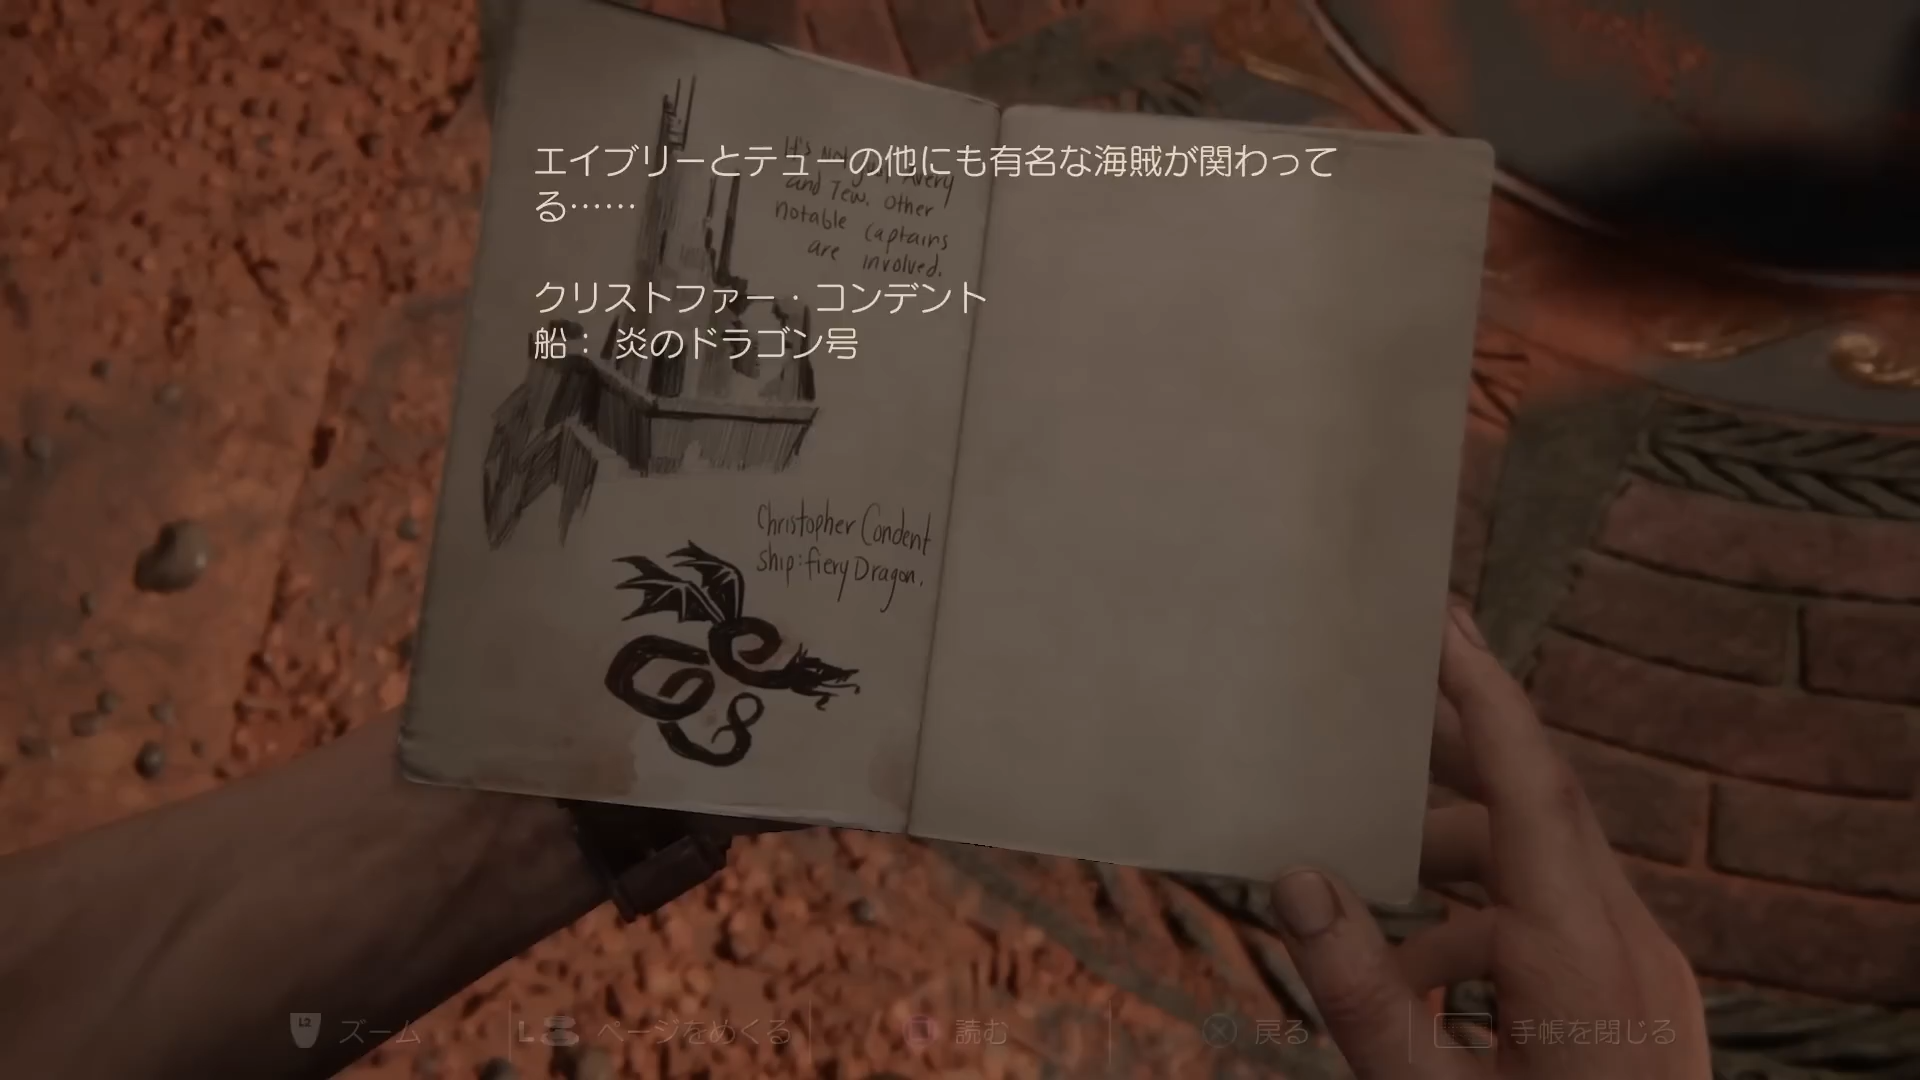 エイブリーとテューの他にも有名な海賊が関わって
る……
クリストファー・コンデント
船： 炎のドラゴン号
It's not Avery
and Tew. Other
notable captains
are involved.
Christopher Condent
ship: fiery Dragon.
L2 ズーム
L ページをめくる
読む
戻る
手帳を閉じる